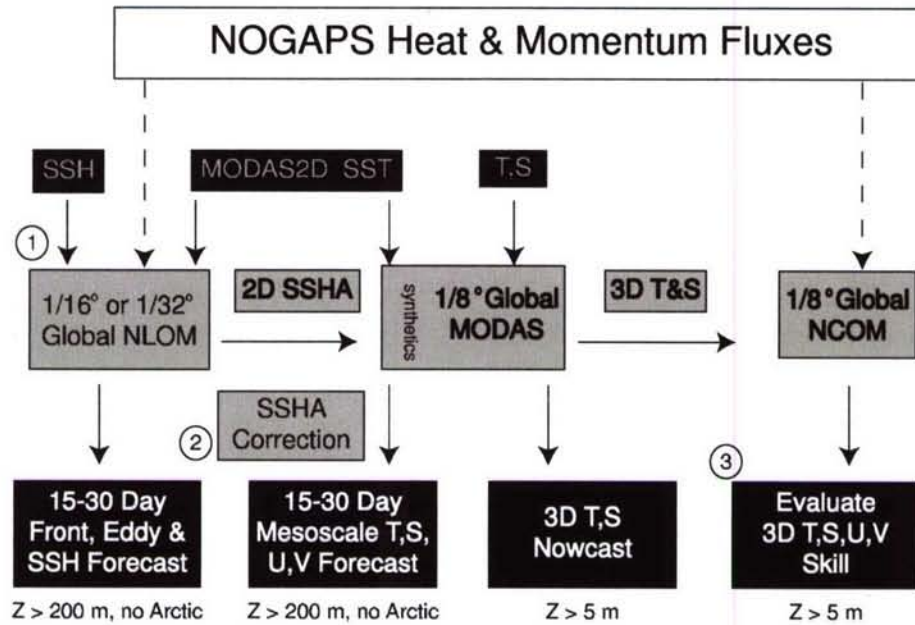 NOGAPS Heat & Momentum Fluxes
SSH
MODAS2D SST
T.S
1
1/16° or 1/32°
Global NLOM
2D SSHA
synthetics
1/8° Global
MODAS
3D T&S
1/8° Global
NCOM
2
SSHA
Correction
3
15-30 Day
Front, Eddy &
SSH Forecast
15-30 Day
Mesoscale T,S,
U,V Forecast
3D T,S
Nowcast
Evaluate
3D T,S,U,V
Skill
Z > 200 m, no Arctic
Z > 200 m, no Arctic
Z > 5 m
Z > 5 m